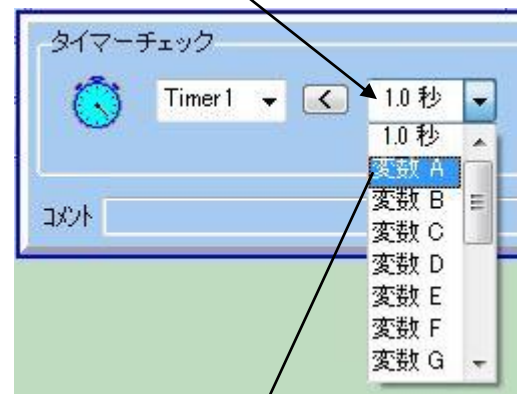 タイマーチェック
Timer1 < 1.0 秒
1.0 秒
変数 A
変数 B
コメント
変数 C
変数 D
変数 E
変数 F
変数 G